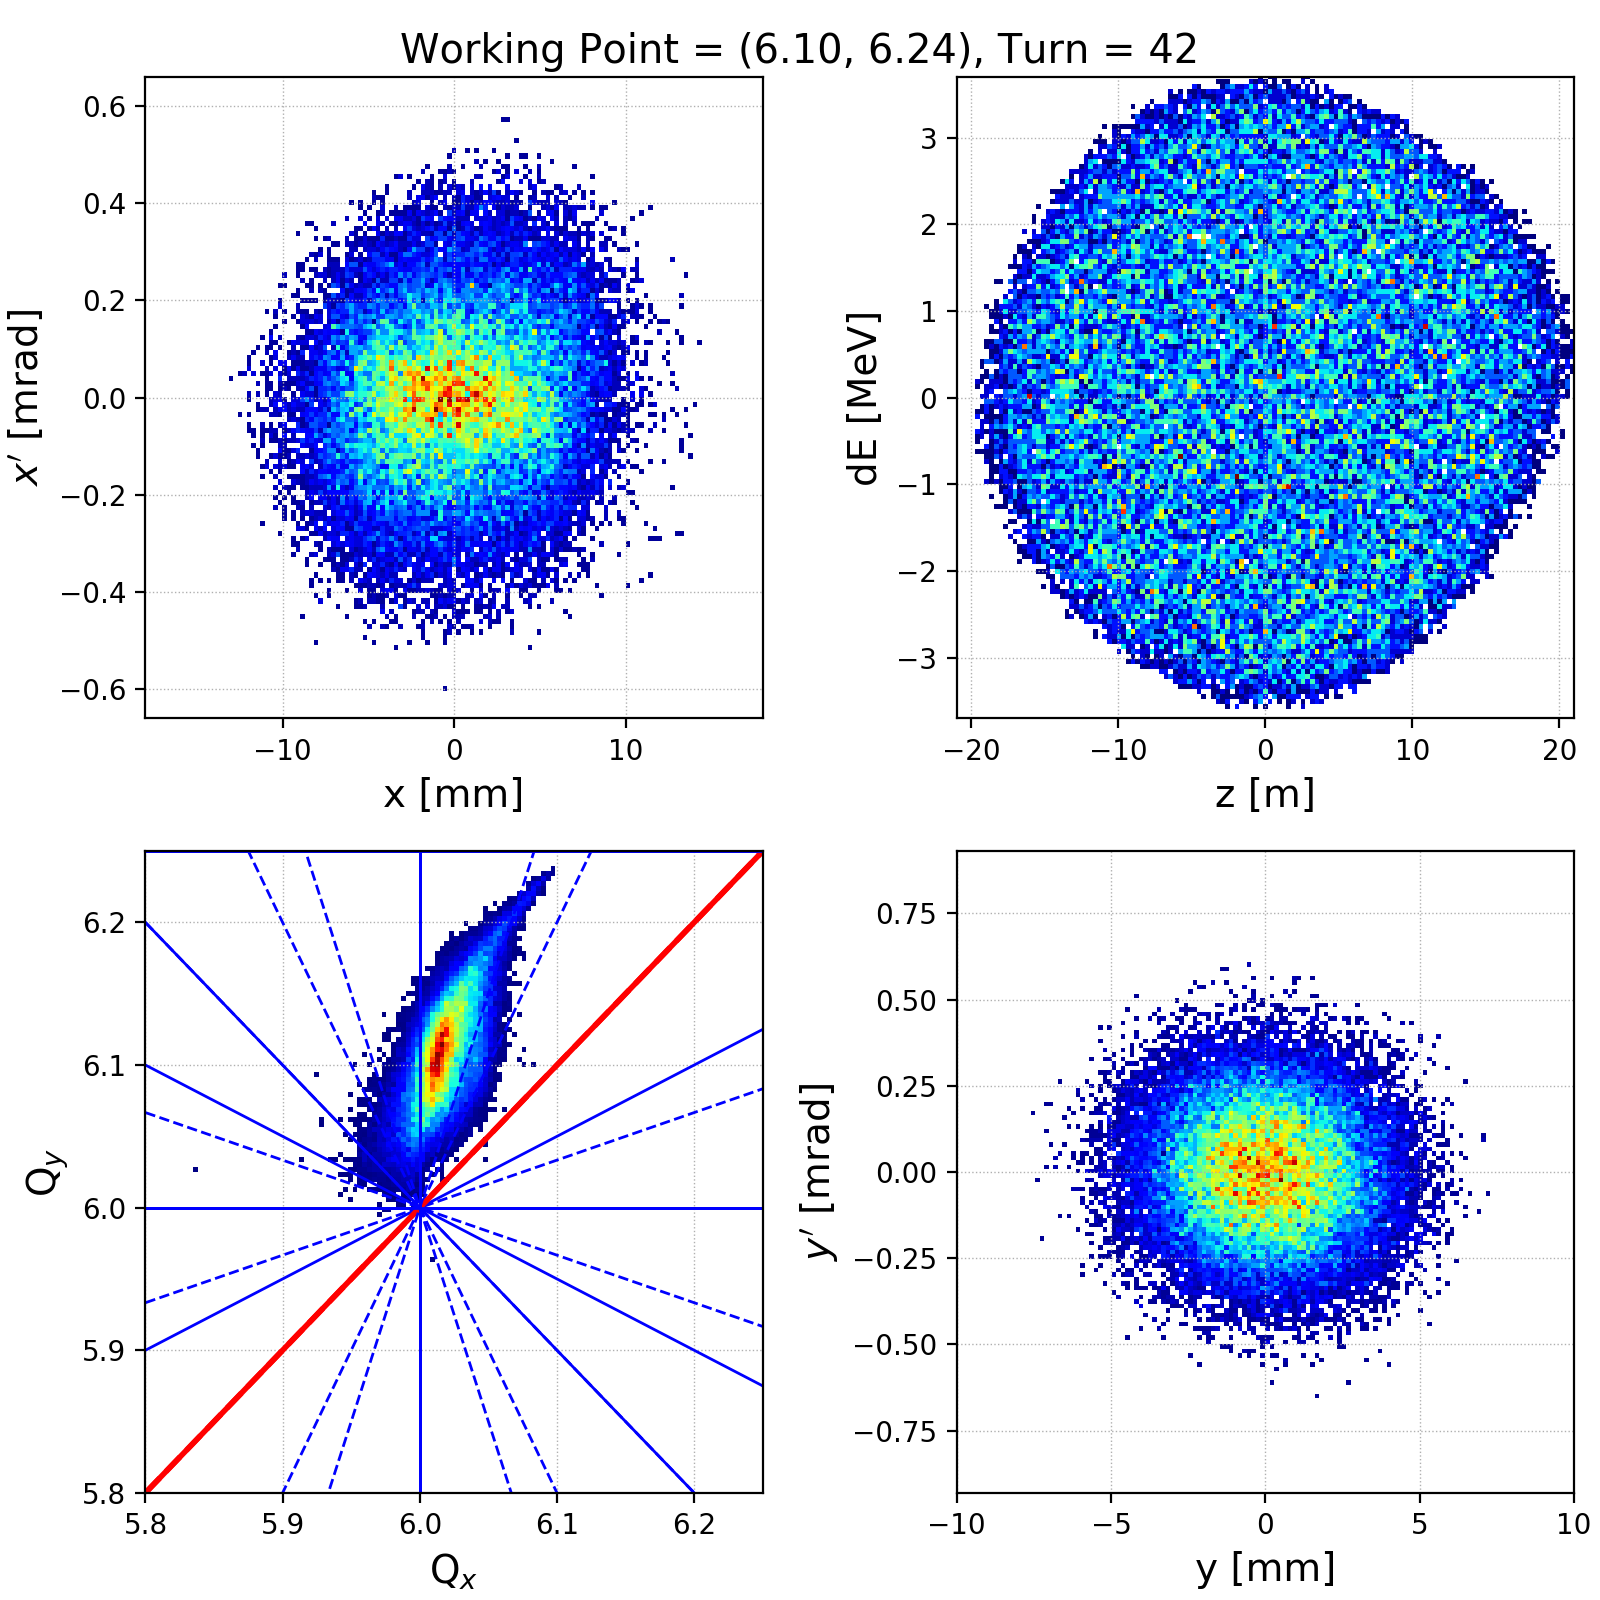 Working Point = (6.10, 6.24), Turn = 42
0.6
0.4
0.2
0.0
−0.2
−0.4
−0.6
x′ [mrad]
−10 0 10
x [mm]
3
2
1
0
−1
−2
−3
dE [MeV]
−20 −10 0 10 20
z [m]
6.2
6.1
6.0
5.9
5.8
Qy
5.8 5.9 6.0 6.1 6.2
Qx
0.75
0.50
0.25
0.00
−0.25
−0.50
−0.75
y′ [mrad]
−10 −5 0 5 10
y [mm]